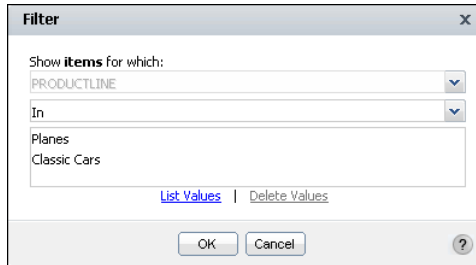 Filter x
Show items for which:
PRODUCTLINE
In
Planes
Classic Cars
List Values | Delete Values
OK Cancel ?